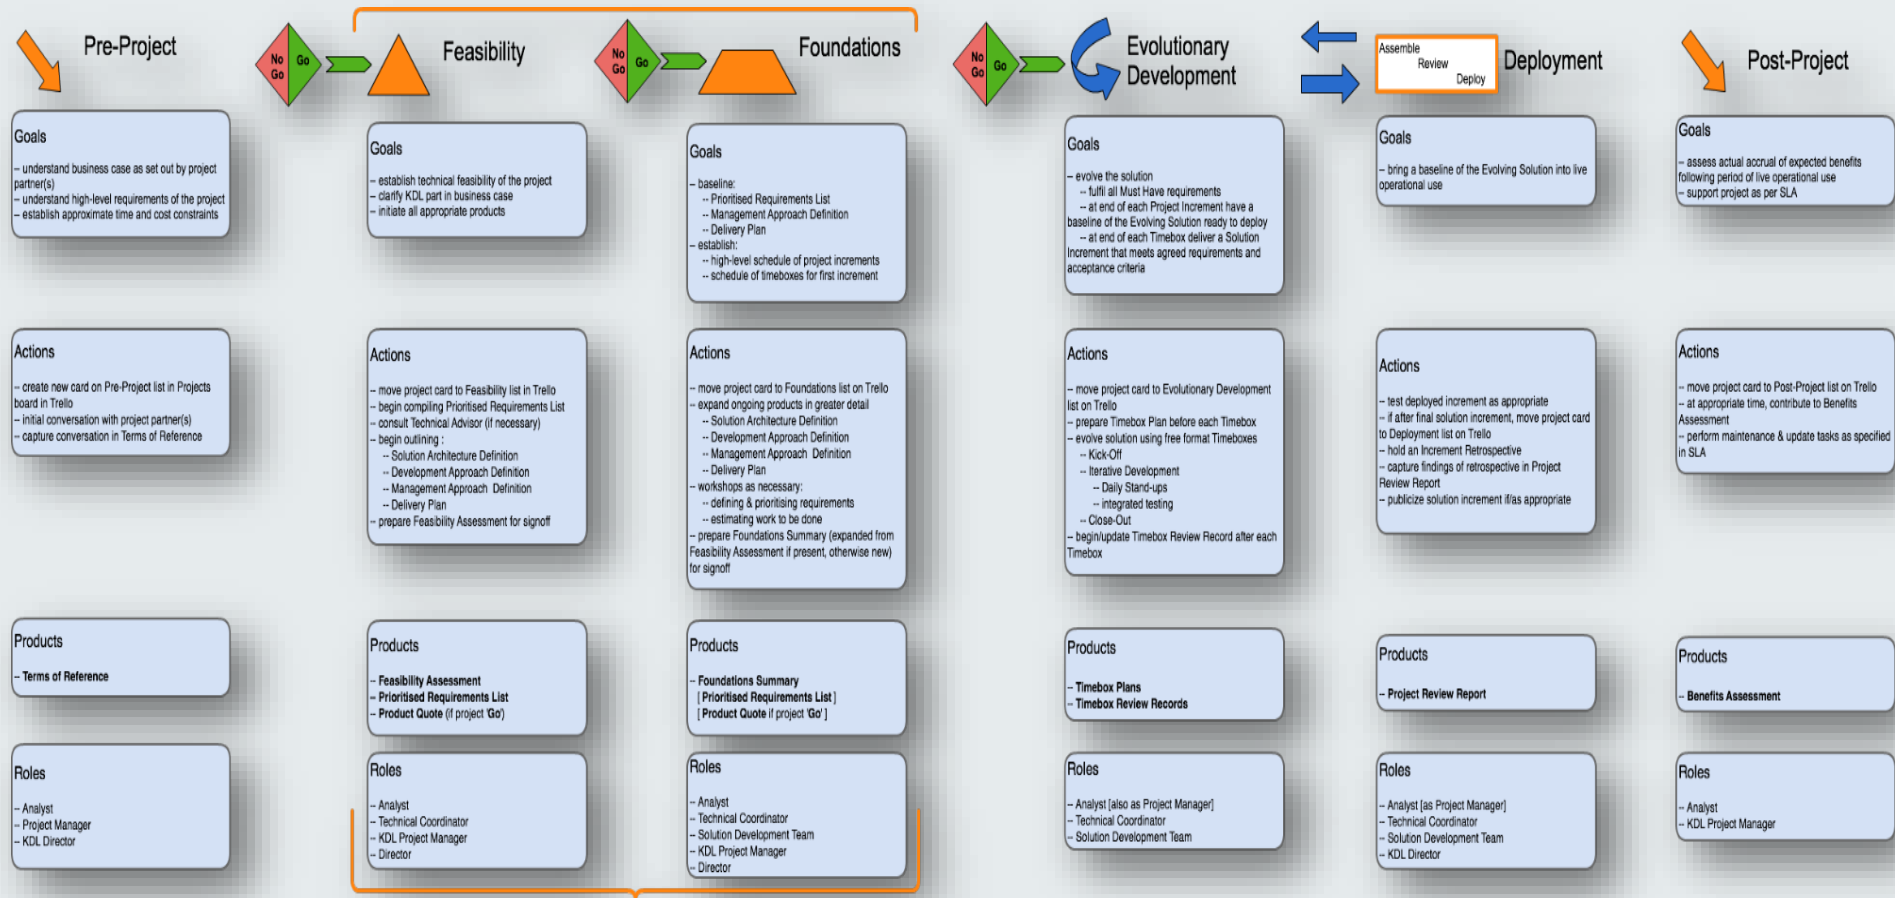 Pre-Project
No
Go
Go
Feasibility
No
Go
Go
Foundations
No
Go
Go
Evolutionary
Development
Assemble
Review
Deploy
Deployment
Post-Project
Goals
-- understand business case as set out by project
partner(s)
-- understand high-level requirements of the project
-- establish approximate time and cost constraints
Goals
-- establish technical feasibility of the project
-- clarify KDL part in business case
-- initiate all appropriate products
Goals
-- baseline:
-- Prioritised Requirements List
-- Management Approach Definition
-- Delivery Plan
-- establish:
-- high-level schedule of project increments
-- schedule of timeboxes for first increment
Goals
-- evolve the solution
-- fulfil all Must Have requirements
-- at end of each Project Increment have a
baseline of the Evolving Solution ready to deploy
-- at end of each Timebox deliver a Solution
Increment that meets agreed requirements and
acceptance criteria
Goals
-- bring a baseline of the Evolving Solution into live
operational use
Goals
-- assess actual accrual of expected benefits
following period of live operational use
-- support project as per SLA
Actions
-- create new card on Pre-Project list in Projects
board in Trello
-- initial conversation with project partner(s)
-- capture conversation in Terms of Reference
Actions
-- move project card to Feasibility list in Trello
-- begin compiling Prioritised Requirements List
-- consult Technical Advisor (if necessary)
-- begin outlining :
-- Solution Architecture Definition
-- Development Approach Definition
-- Management Approach  Definition
-- Delivery Plan
-- prepare Feasibility Assessment for signoff
Actions
-- move project card to Foundations list on Trello
-- expand ongoing products in greater detail
-- Solution Architecture Definition
-- Development Approach Definition
-- Management Approach  Definition
-- Delivery Plan
-- workshops as necessary:
-- defining & prioritising requirements
-- estimating work to be done
-- prepare Foundations Summary (expanded from
Feasibility Assessment if present, otherwise new)
for signoff
Actions
-- move project card to Evolutionary Development
list on Trello
-- prepare Timebox Plan before each Timebox
-- evolve solution using free format Timeboxes
-- Kick-Off
-- Iterative Development
-- Daily Stand-ups
-- integrated testing
-- Close-Out
-- begin/update Timebox Review Record after each
Timebox
Actions
-- test deployed increment as appropriate
-- if after final solution increment, move project card
to Deployment list on Trello
-- hold an Increment Retrospective
-- capture findings of retrospective in Project
Review Report
-- publicize solution increment if/as appropriate
Actions
-- move project card to Post-Project list on Trello
-- at appropriate time, contribute to Benefits
Assessment
-- perform maintenance & update tasks as specified
in SLA
Products
-- Terms of Reference
Products
-- Feasibility Assessment
-- Prioritised Requirements List
-- Product Quote (if project 'Go')
Products
-- Foundations Summary
[ Prioritised Requirements List ]
[ Product Quote if project 'Go' ]
Products
-- Timebox Plans
-- Timebox Review Records
Products
-- Project Review Report
Products
-- Benefits Assessment
Roles
-- Analyst
-- Project Manager
-- KDL Director
Roles
-- Analyst
-- Technical Coordinator
-- KDL Project Manager
-- Director
Roles
-- Analyst
-- Technical Coordinator
-- Solution Development Team
-- KDL Project Manager
-- Director
Roles
-- Analyst [also as Project Manager]
-- Technical Coordinator
-- Solution Development Team
Roles
-- Analyst [as Project Manager]
-- Technical Coordinator
-- Solution Development Team
-- KDL Director
Roles
-- Analyst
-- KDL Project Manager